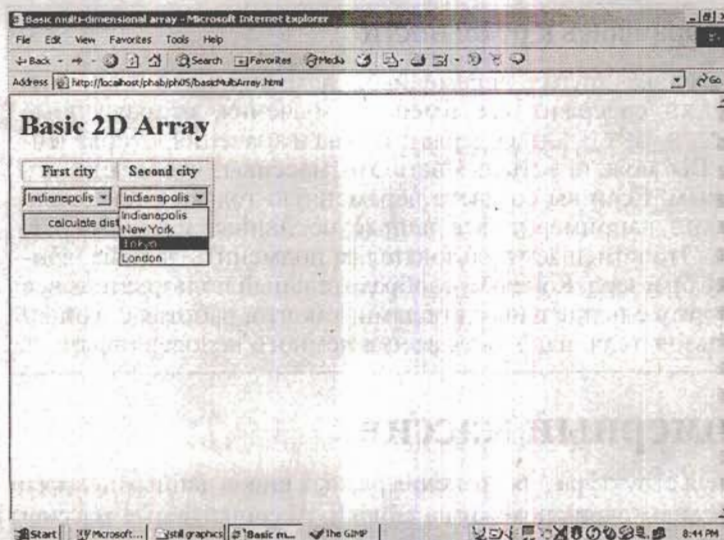 Basic multi-dimensional array - Microsoft Internet Explorer
File Edit View Favorites Tools Help
Back Search Favorites Media
Address http://localhost/phab/ph05/basicMultiArray.html Go
Basic 2D Array
First city Second city
Indianapolis Indianapolis
calculate dist
Indianapolis
New York
Tokyo
London
Start Microsoft... still graphics Basic m... The GIMP 8:44 PM